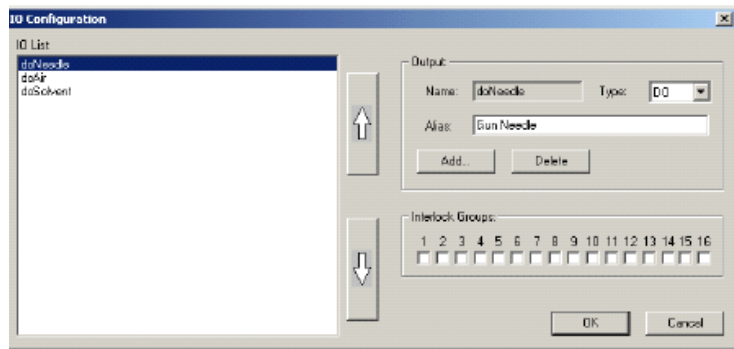 IO Configuration
IO List
doNeedle
doAir
doSolvent
Output:
Name: doNeedle Type: DO
Alias: Gun Needle
Add... Delete
Interlock Groups:
1 2 3 4 5 6 7 8 9 10 11 12 13 14 15 16
OK Cancel